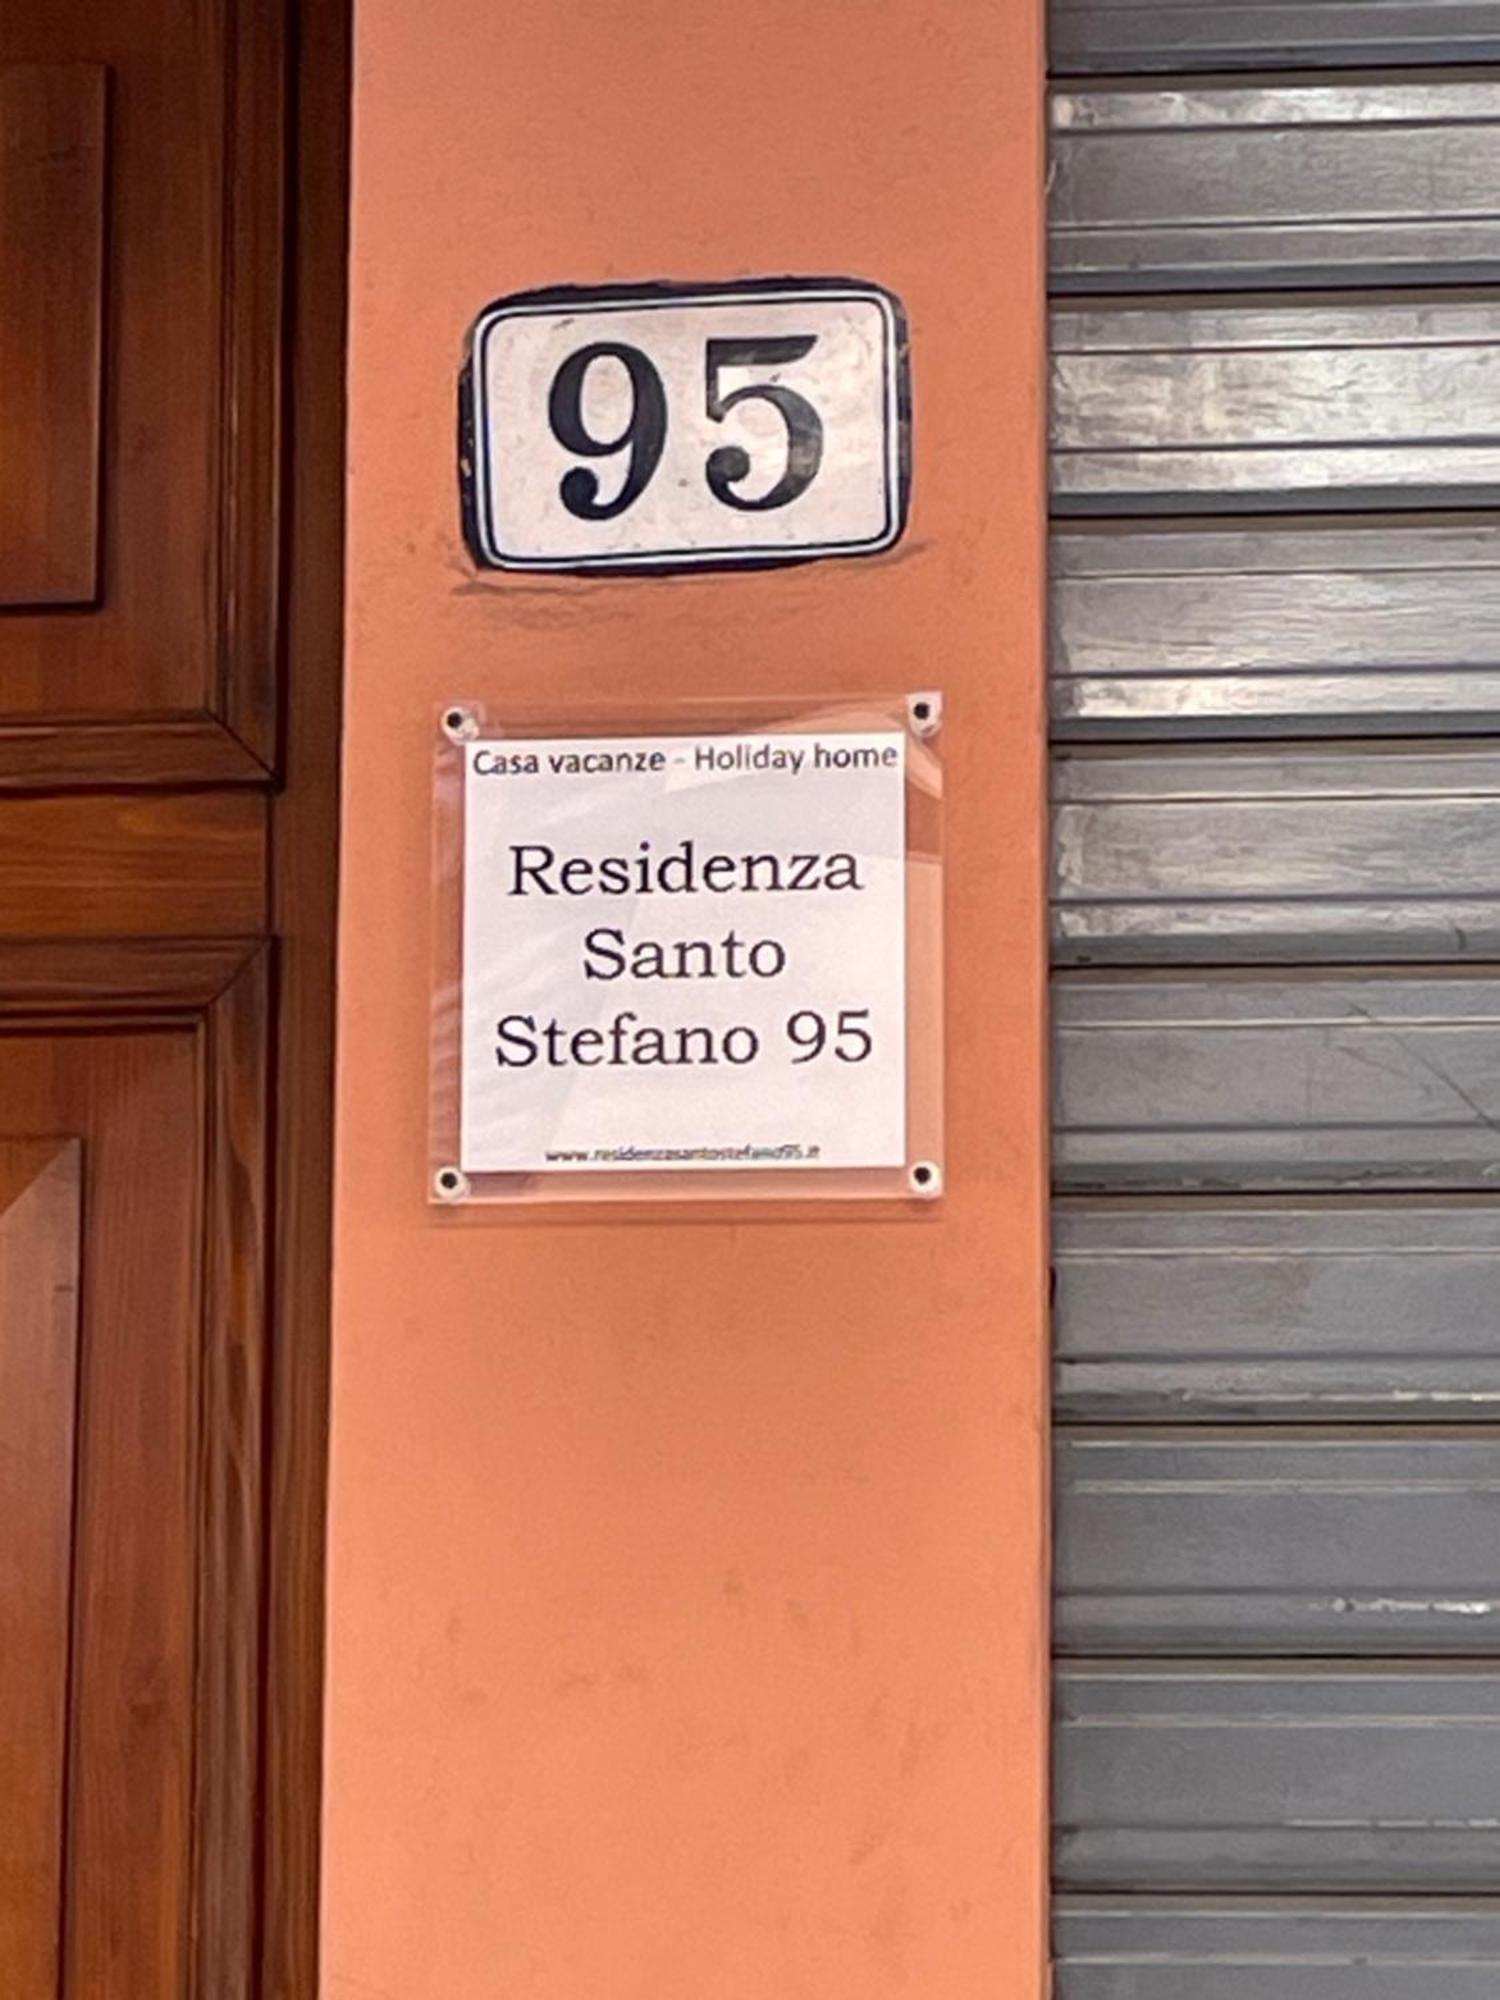 95
Casa vacanze - Holiday home
Residenza
Santo
Stefano 95
www.residenzasantostefano95.it